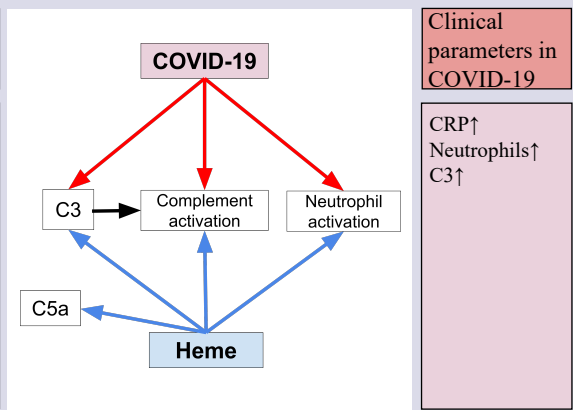 COVID-19
C3
Complement
activation
Neutrophil
activation
C5a
Heme
Clinical
parameters in
COVID-19
CRP↑
Neutrophils↑
C3↑